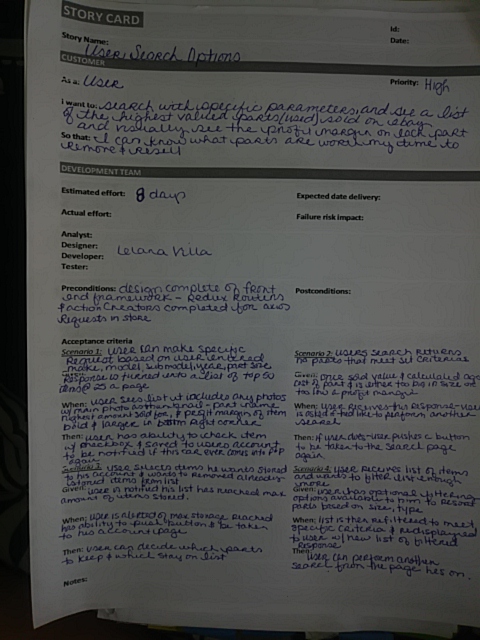 STORY CARD
Id:
Story Name: User Search Options
Date:
CUSTOMER
As a: User
Priority: High
I want to: search with specific parameters, and see a list
of the highest valued parts (used) sold on ebay
and visually see the profit margin on each part
So that: I can know what parts are worth my time to
remove & resell
DEVELOPMENT TEAM
Estimated effort: 8 days
Expected date delivery:
Actual effort:
Failure risk impact:
Analyst:
Designer:
Developer:
Tester:
Preconditions: design complete of front
end framework - Redux Routers
& action creators completed for
Requests in store
Postconditions:
Acceptance criteria
Scenario 1: user can make specific
Request based on user entered
make, model, submodel, year, part size
Response is turned into a list of top 50
25 a page
When: user sees list it includes any photos
w/main photo as thumbnail - part name
highest amount sold for, & profit margin of item
bold & larger in bottom right corner
Then: user has ability to check item
if checkbox & saved to users account
to be notified if this car ever comes into
again.
Scenario 2: users search returns
no parts that meet set criterias
Given: once sold value & calculated
of part is either too big in size or
too little profit margin
When: user receives this response - user
is asked if they'd like to perform another
search
Then: if user does - user pushes a button
to be taken to the search page
again.
user selects items he wants stored
to his account & wants to remove already
stored items from list
Given: user is notified his list has reached max
amount of items stored.
When: user is alerted of max storage reached
has ability to push button & be taken
to his account page
Then: user can decide which parts
to keep & which stay on list
user receives list of items
and wants to filter list enough
more
Given: user has optional filtering
options available to him to resort
parts based on size, type
When: list is then refiltered to meet
specific criteria & redisplayed
to user w/ new list of filtered
Response
Then: user can perform another
search from the page hes on.
Notes: